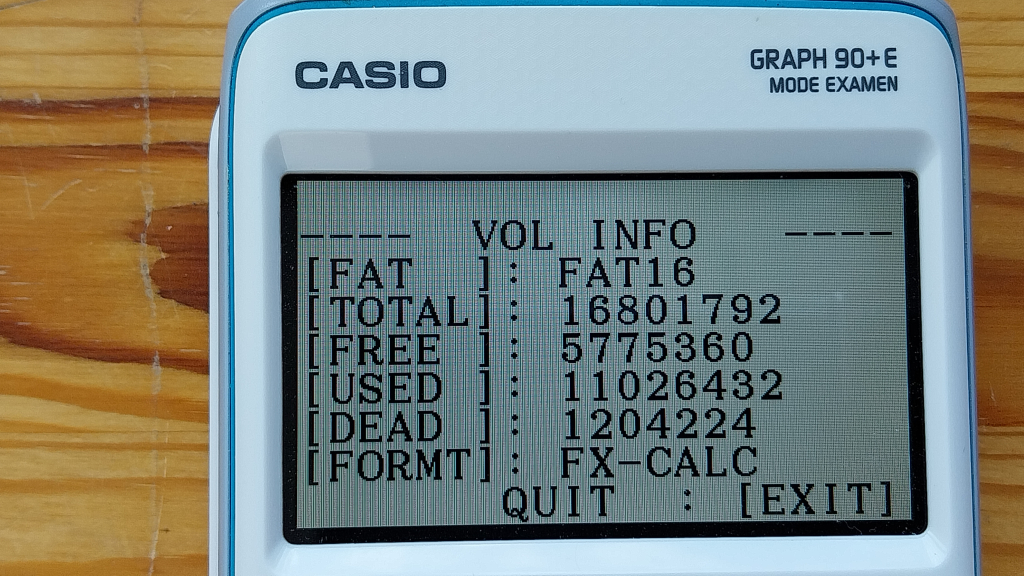 CASIO
GRAPH 90+E
MODE EXAMEN
---- VOL INFO ----
[FAT ]: FAT16
[TOTAL]: 16801792
[FREE ]: 5775360
[USED ]: 11026432
[DEAD ]: 1204224
[FORMT]: FX-CALC
QUIT : [EXIT]